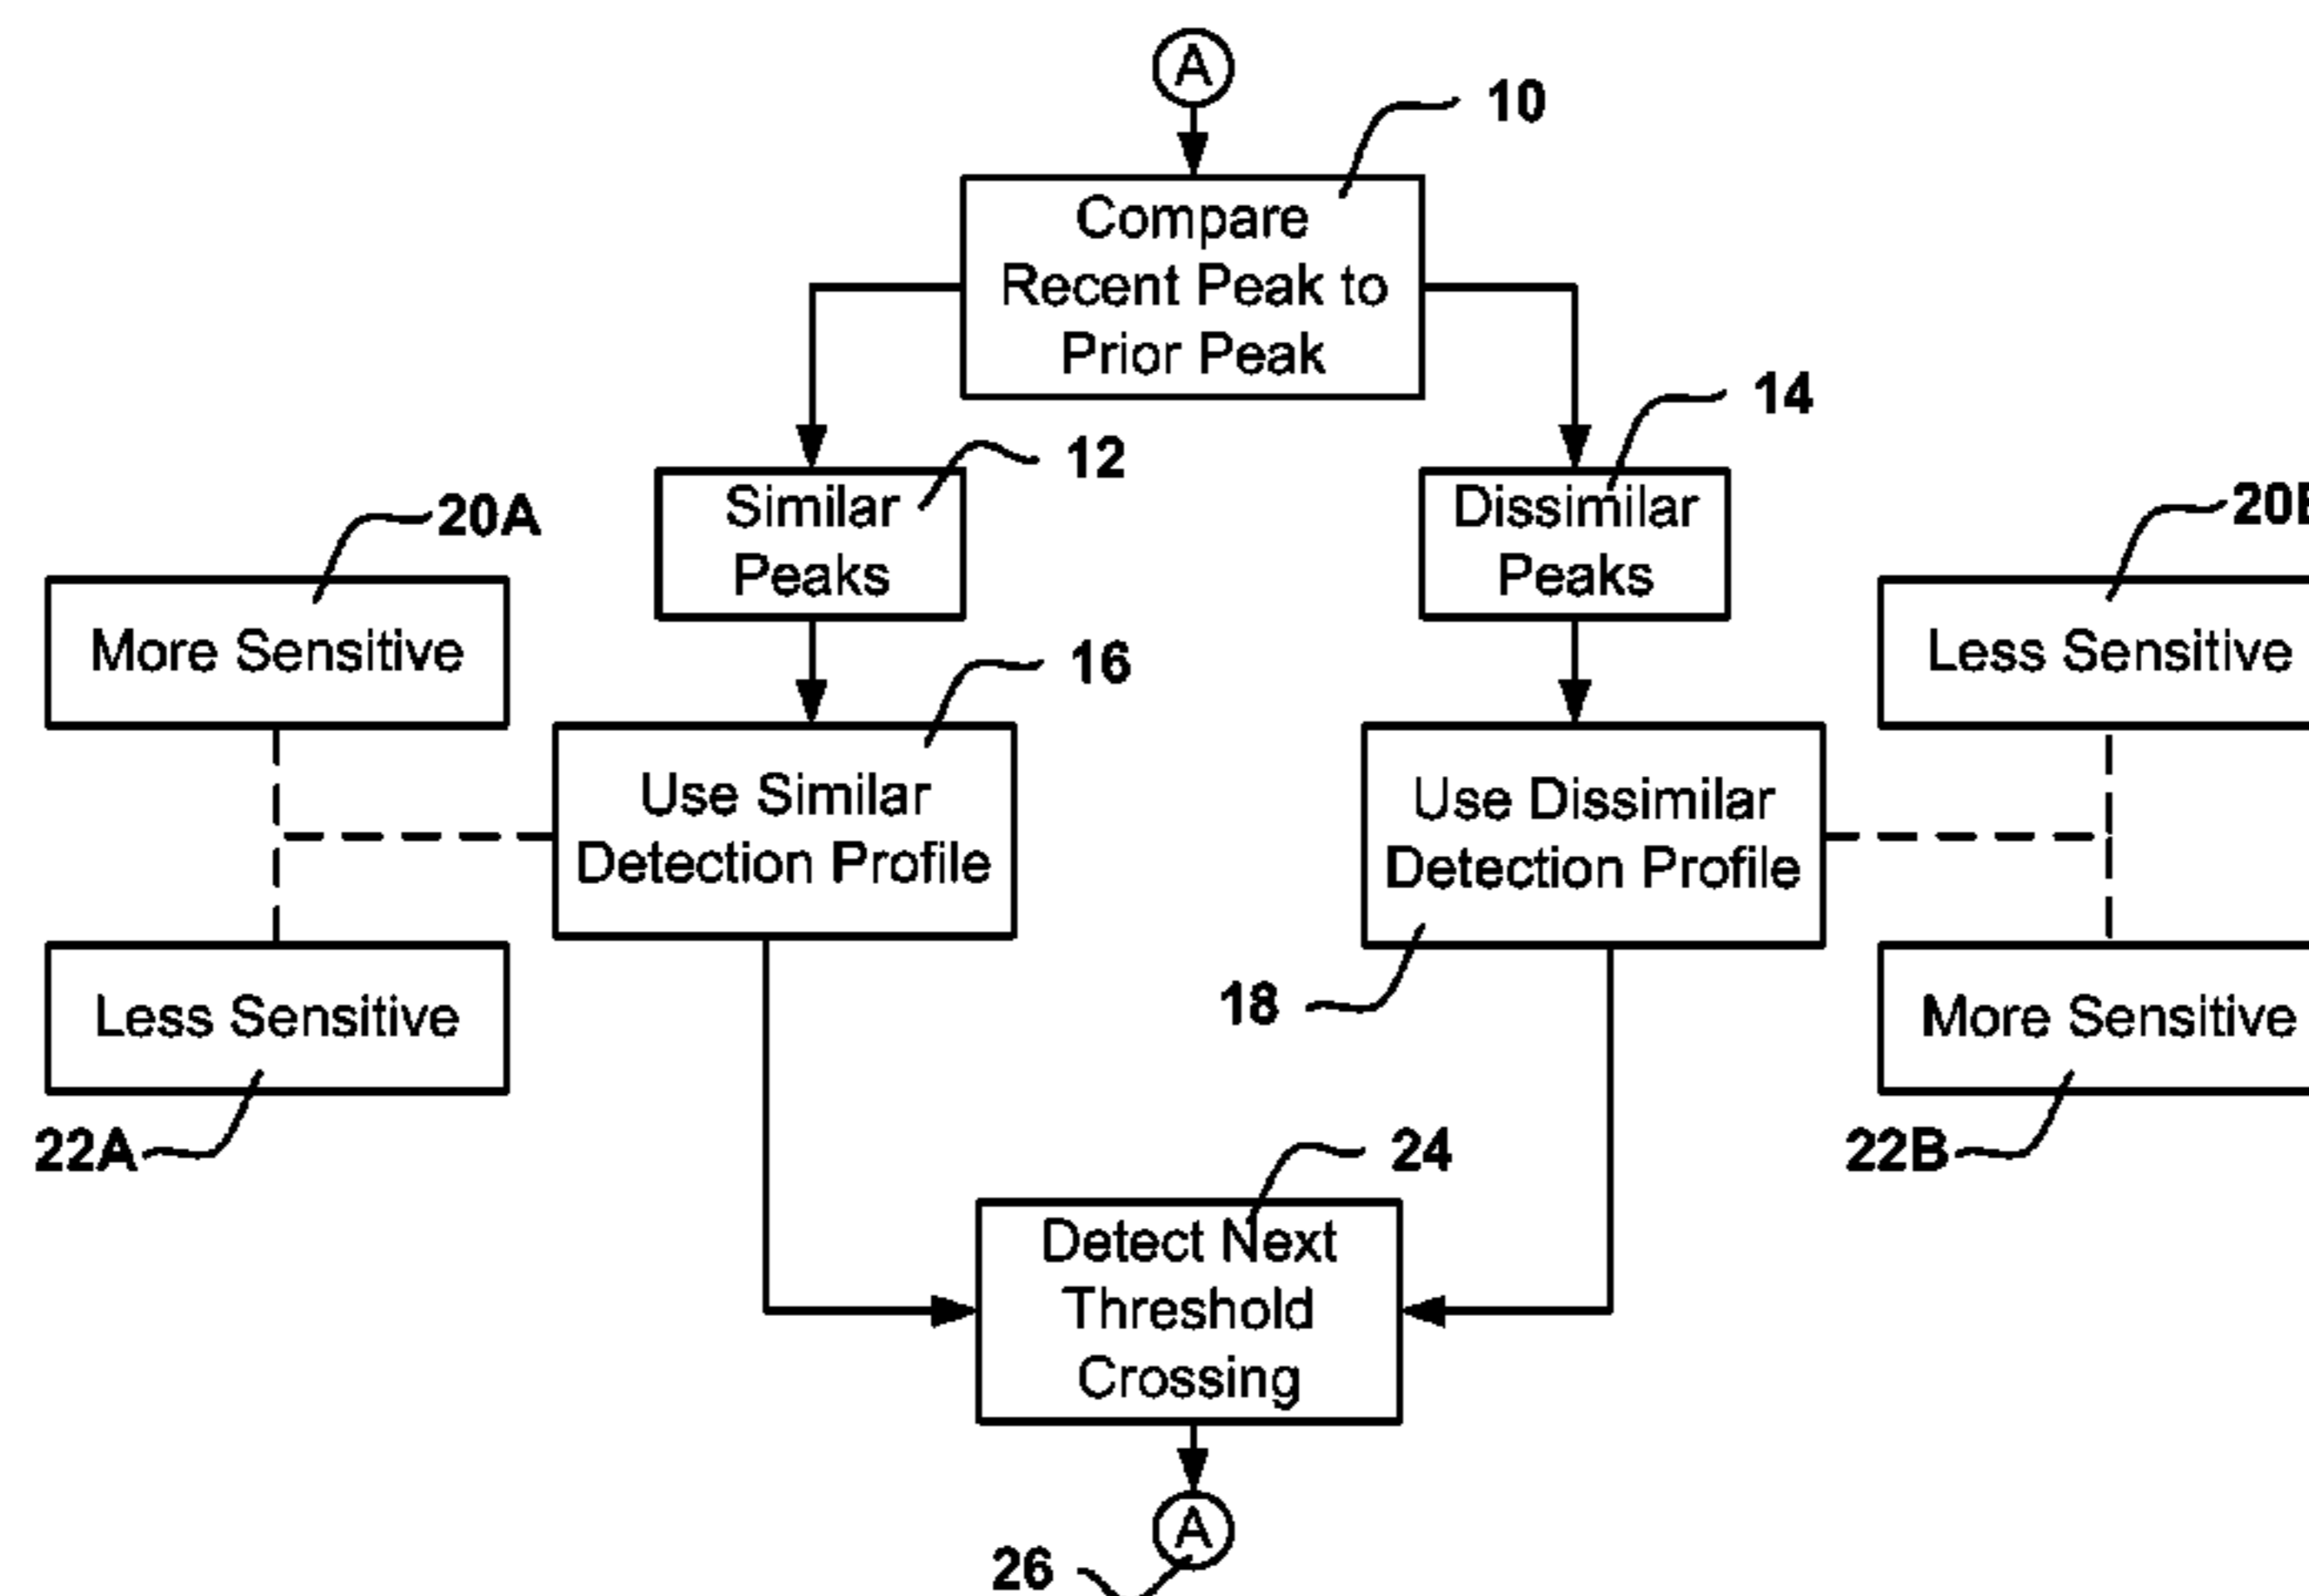 A
10
Compare
Recent Peak to
Prior Peak
14
12
Similar
Peaks
Dissimilar
Peaks
20A
More Sensitive
Less Sensitive
16
Use Similar
Detection Profile
Use Dissimilar
Detection Profile
18
Less Sensitive
More Sensitive
22A
22B
24
Detect Next
Threshold
Crossing
A
26